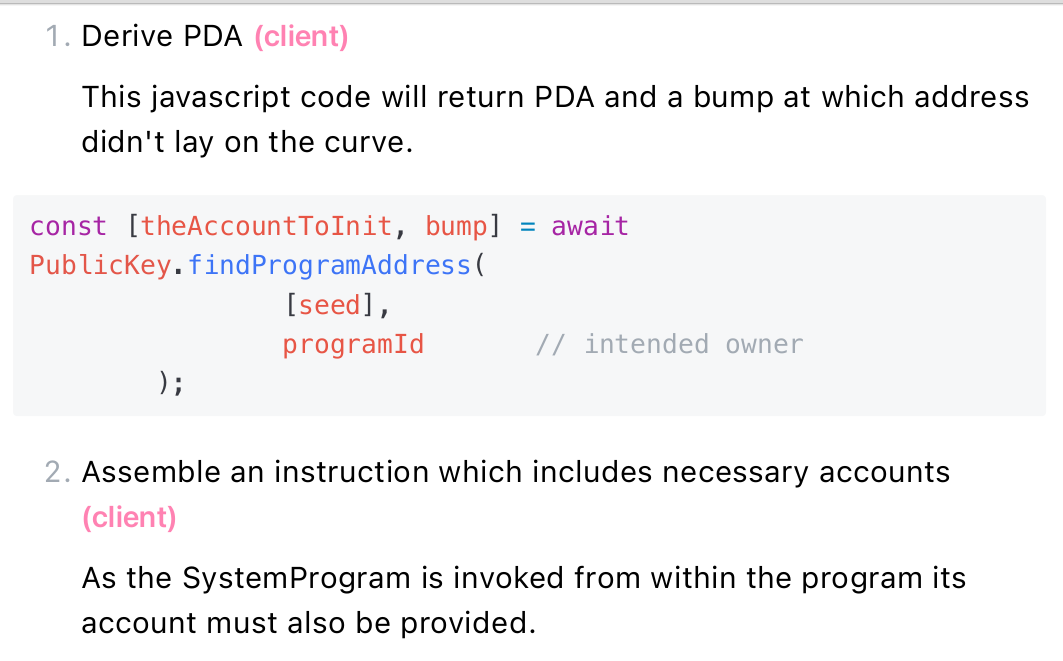 1. Derive PDA (client)
This javascript code will return PDA and a bump at which address
didn't lay on the curve.
const [theAccountToInit, bump] = await
PublicKey.findProgramAddress(
[seed],
programId // intended owner
);
2. Assemble an instruction which includes necessary accounts
(client)
As the SystemProgram is invoked from within the program its
account must also be provided.